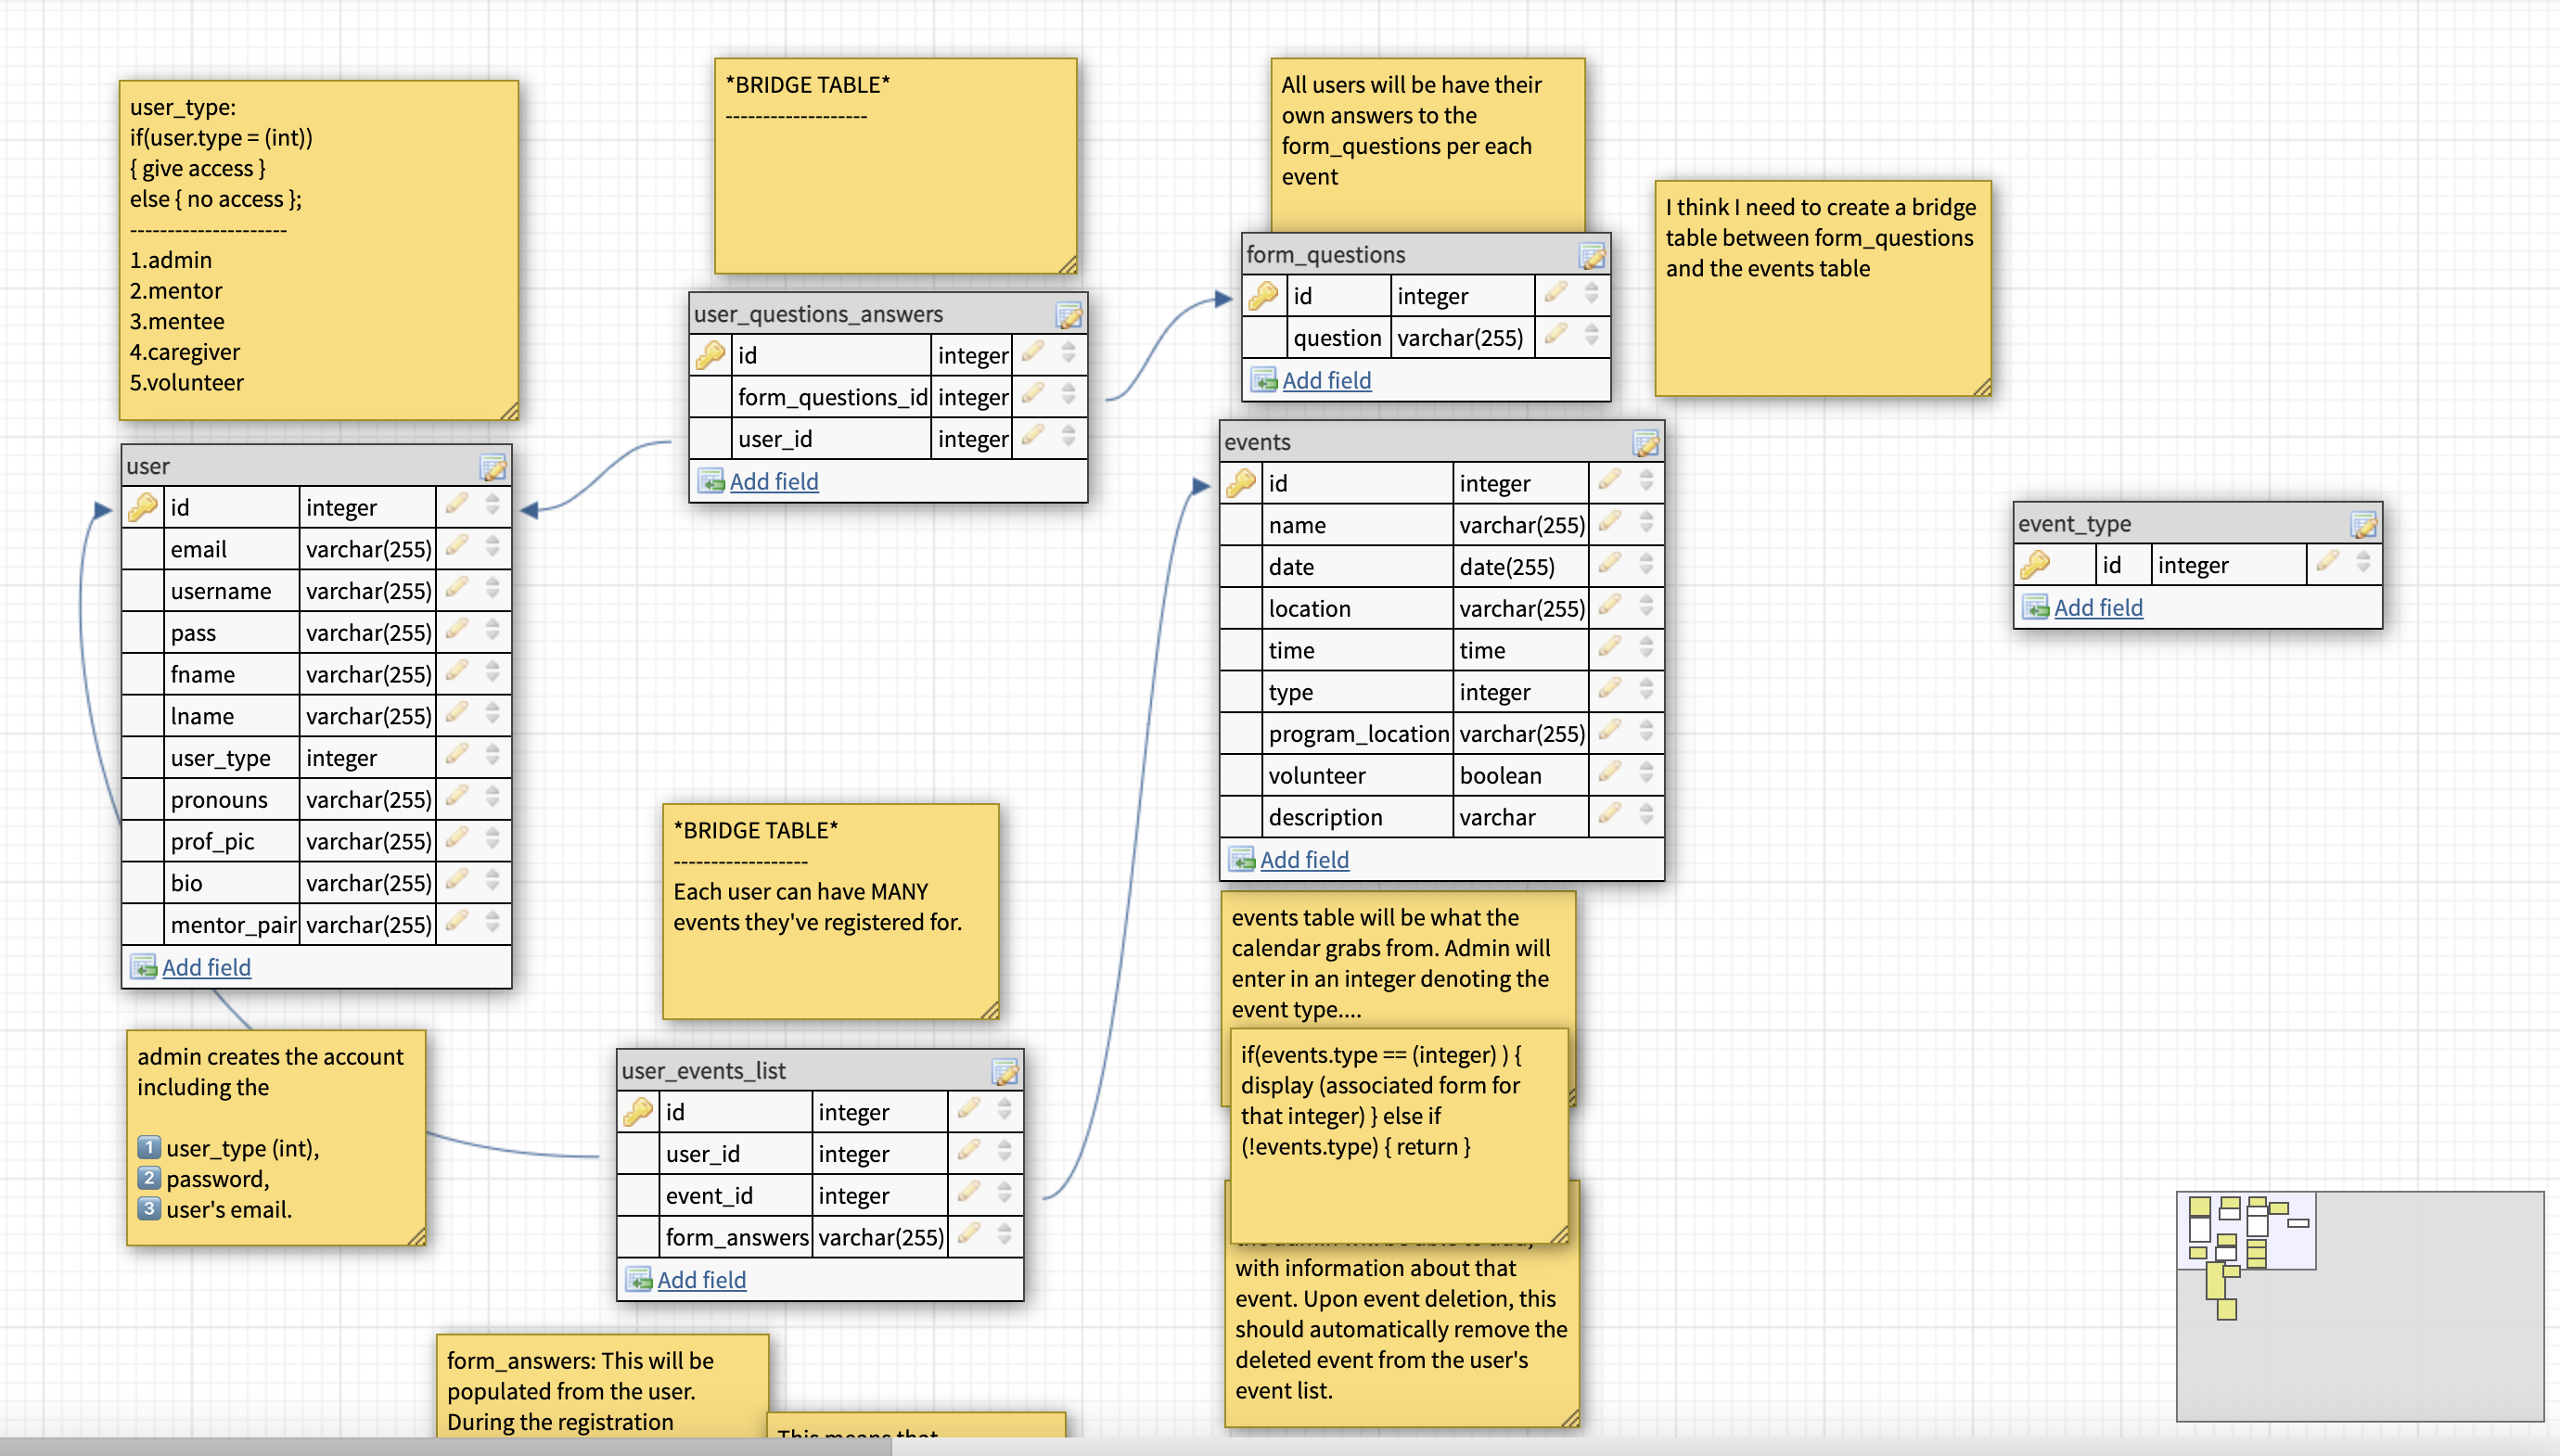 user_type:
if(user.type = (int))
{ give access }
else { no access };
---------------------
1.admin
2.mentor
3.mentee
4.caregiver
5.volunteer
*BRIDGE TABLE*
-------------------
All users will be have their
own answers to the
form_questions per each
event
I think I need to create a bridge
table between form_questions
and the events table
form_questions
id integer
question varchar(255)
Add field
user_questions_answers
id integer
form_questions_id integer
user_id integer
Add field
user
id integer
email varchar(255)
username varchar(255)
pass varchar(255)
fname varchar(255)
lname varchar(255)
user_type integer
pronouns varchar(255)
prof_pic varchar(255)
bio varchar(255)
mentor_pair varchar(255)
Add field
events
id integer
name varchar(255)
date date(255)
location varchar(255)
time time
type integer
program_location varchar(255)
volunteer boolean
description varchar
Add field
event_type
id integer
Add field
*BRIDGE TABLE*
------------------
Each user can have MANY
events they've registered for.
events table will be what the
calendar grabs from. Admin will
enter in an integer denoting the
event type....
if(events.type == (integer) ) {
display (associated form for
that integer) } else if
(!events.type) { return }
with information about that
event. Upon event deletion, this
should automatically remove the
deleted event from the user's
event list.
admin creates the account
including the
1 user_type (int),
2 password,
3 user's email.
user_events_list
id integer
user_id integer
event_id integer
form_answers varchar(255)
Add field
form_answers: This will be
populated from the user.
During the registration
This means that